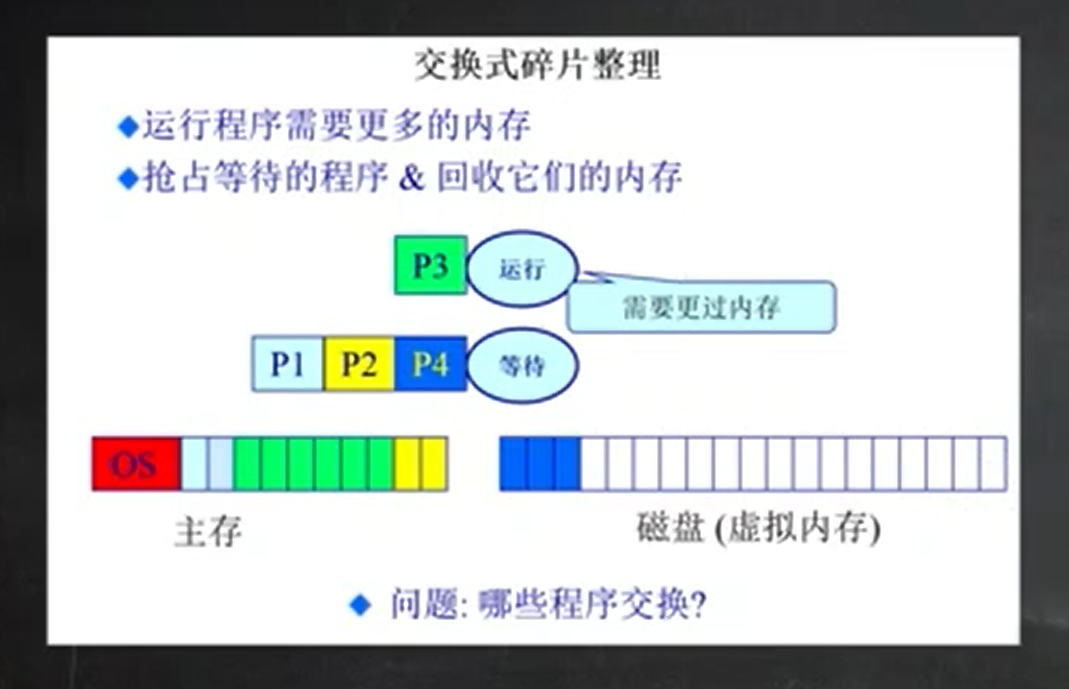 交换式碎片整理
◆运行程序需要更多的内存
◆抢占等待的程序 & 回收它们的内存
P3 运行
需要更过内存
P1 P2 P4 等待
OS
主存 磁盘 (虚拟内存)
◆ 问题: 哪些程序交换?